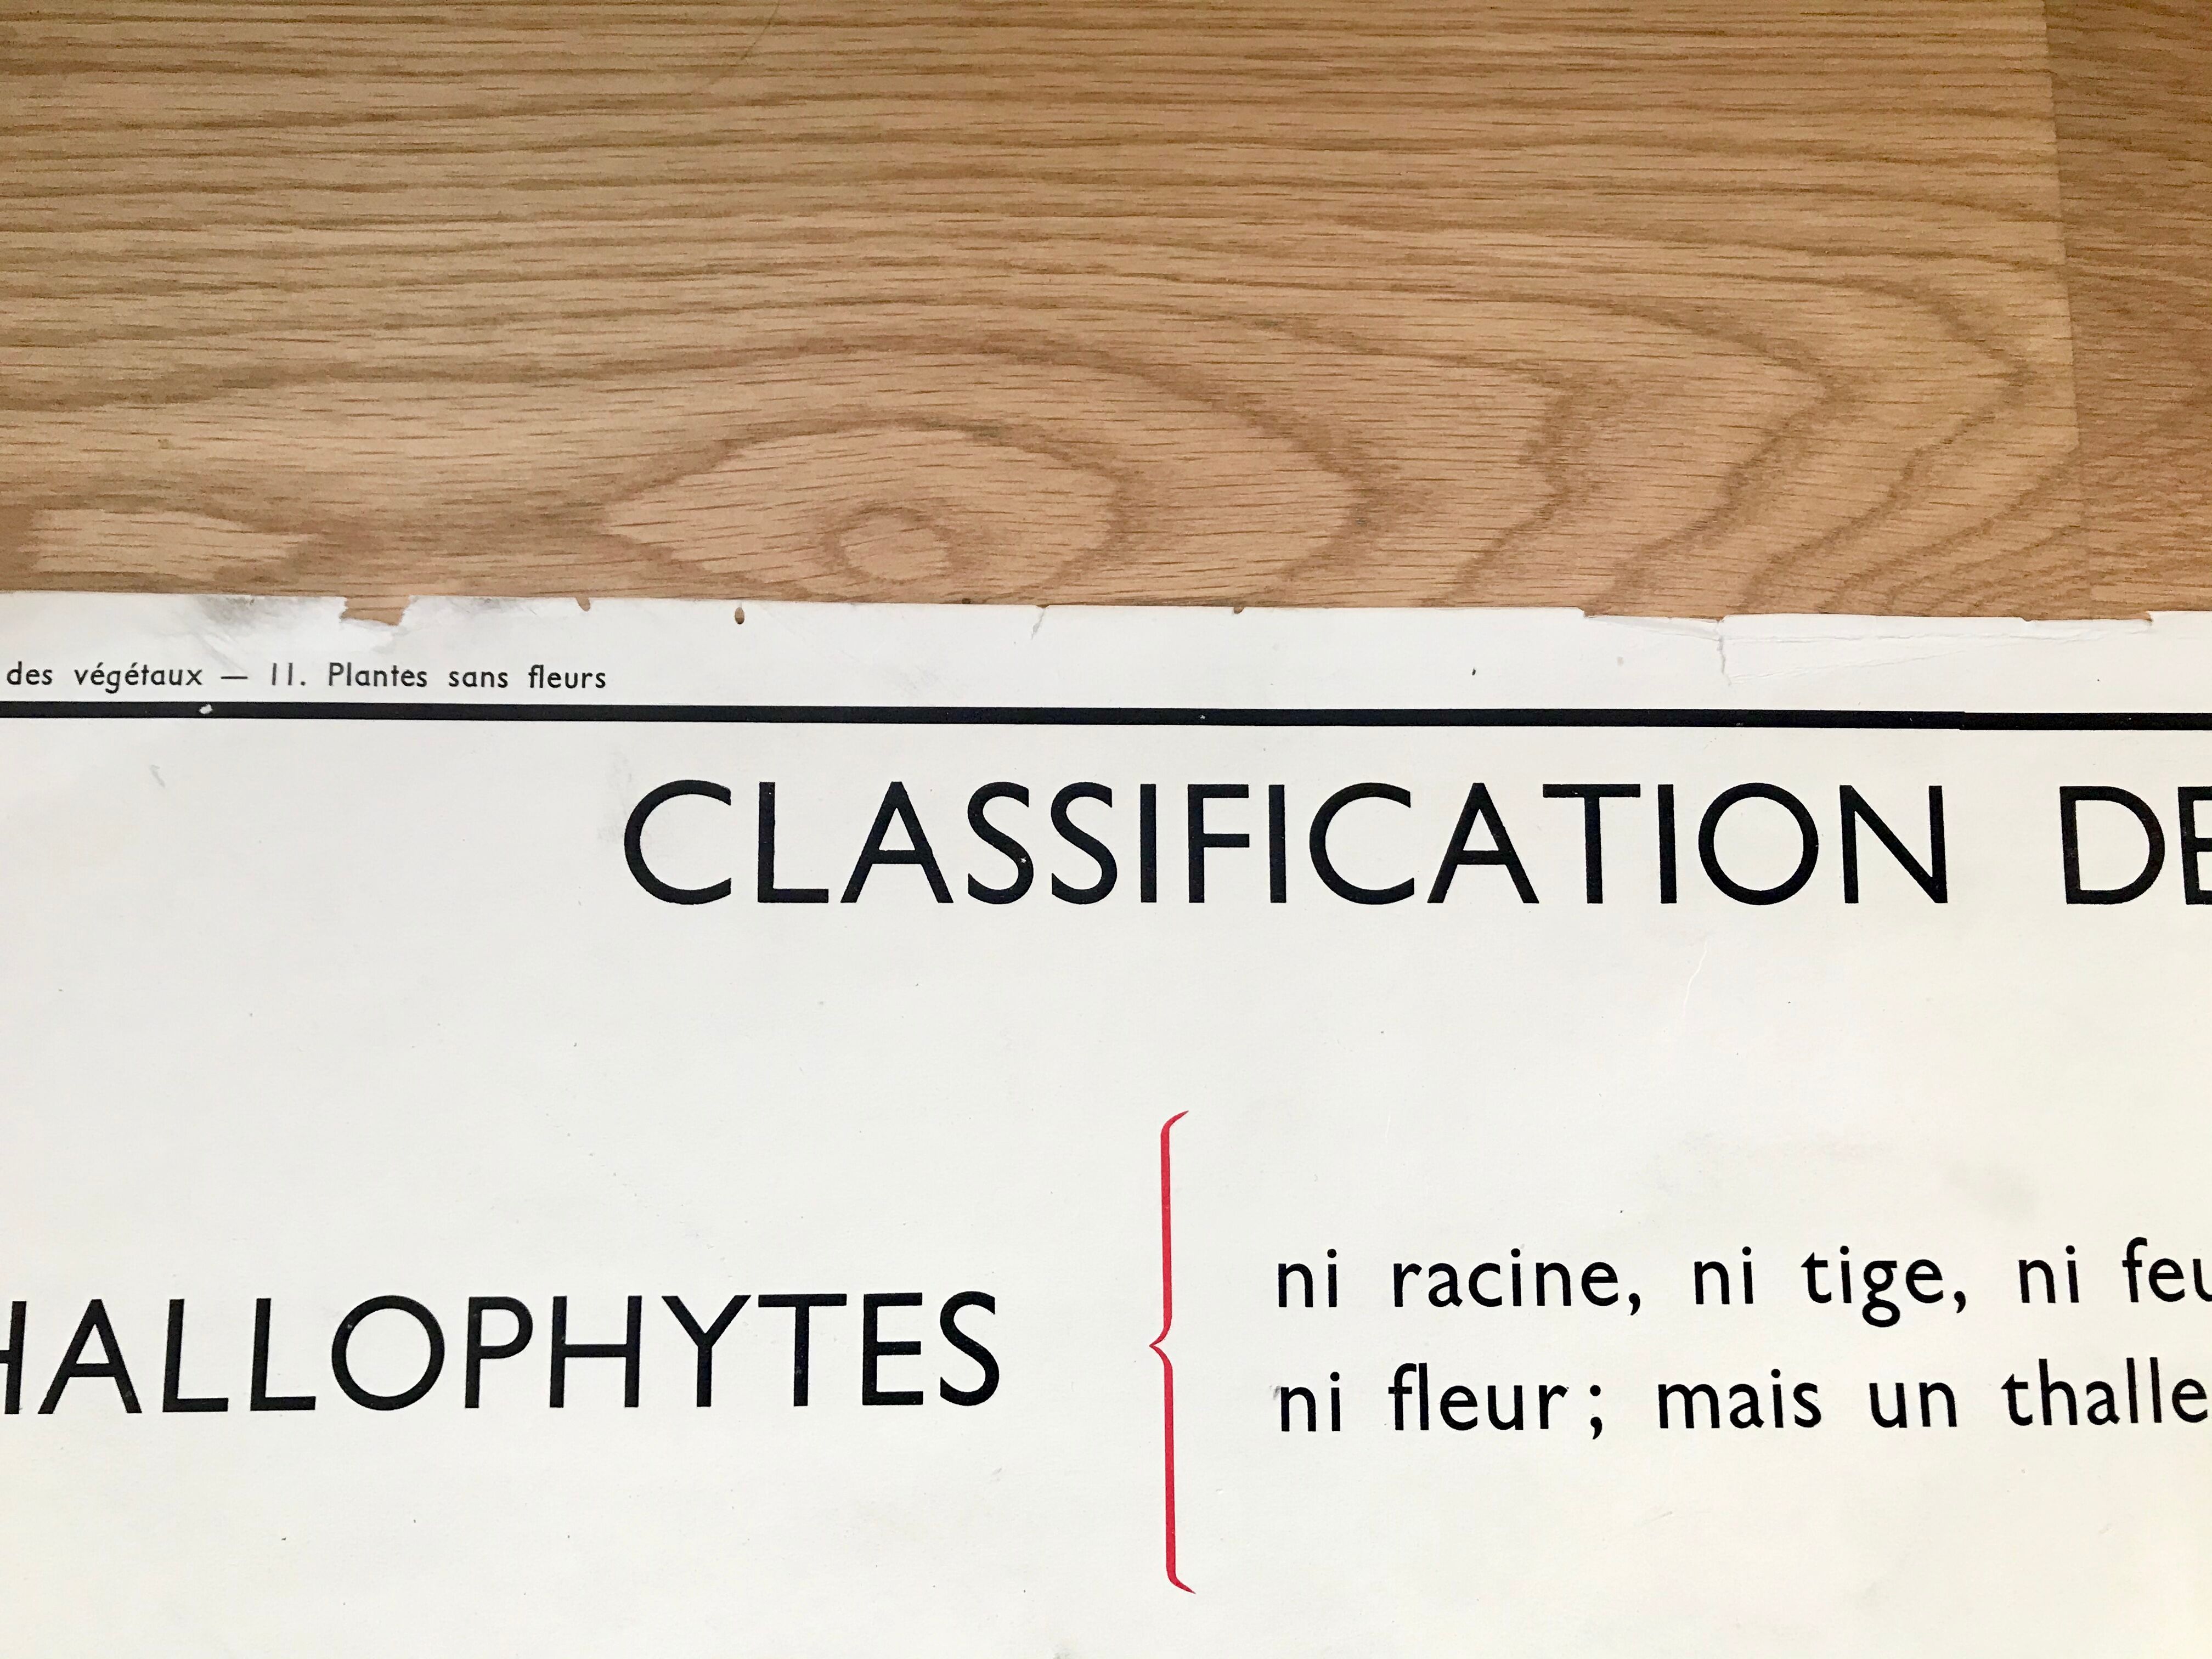 des végétaux — II. Plantes sans fleurs
CLASSIFICATION DE
HALLOPHYTES
ni racine, ni tige, ni feu
ni fleur ; mais un thalle